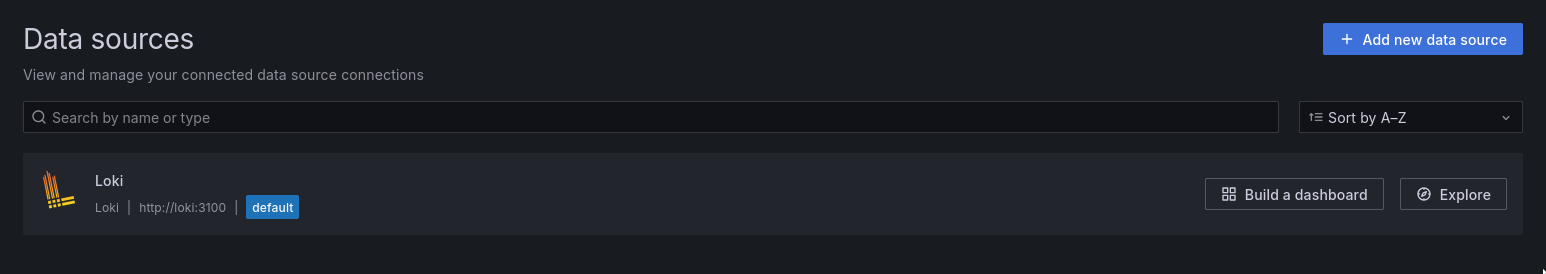 Data sources
Add new data source
View and manage your connected data source connections
Search by name or type
Sort by A–Z
Loki
Loki | http://loki:3100 | default
Build a dashboard
Explore